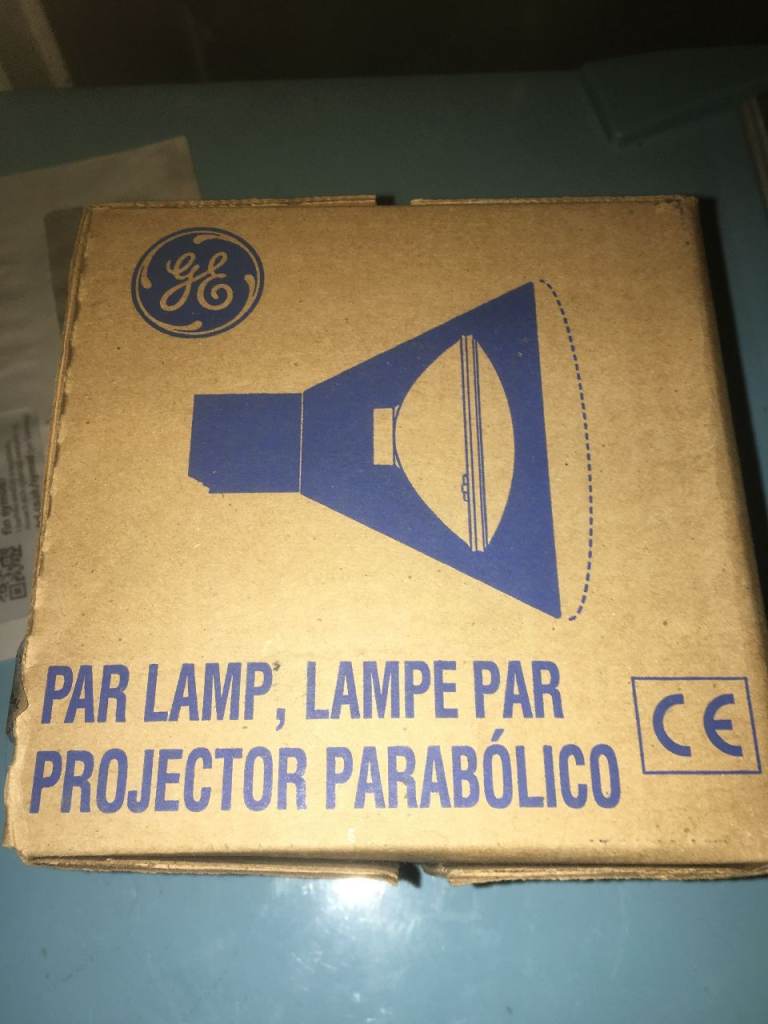 GE
PAR LAMP, LAMPE PAR
PROJECTOR PARABÓLICO
CE